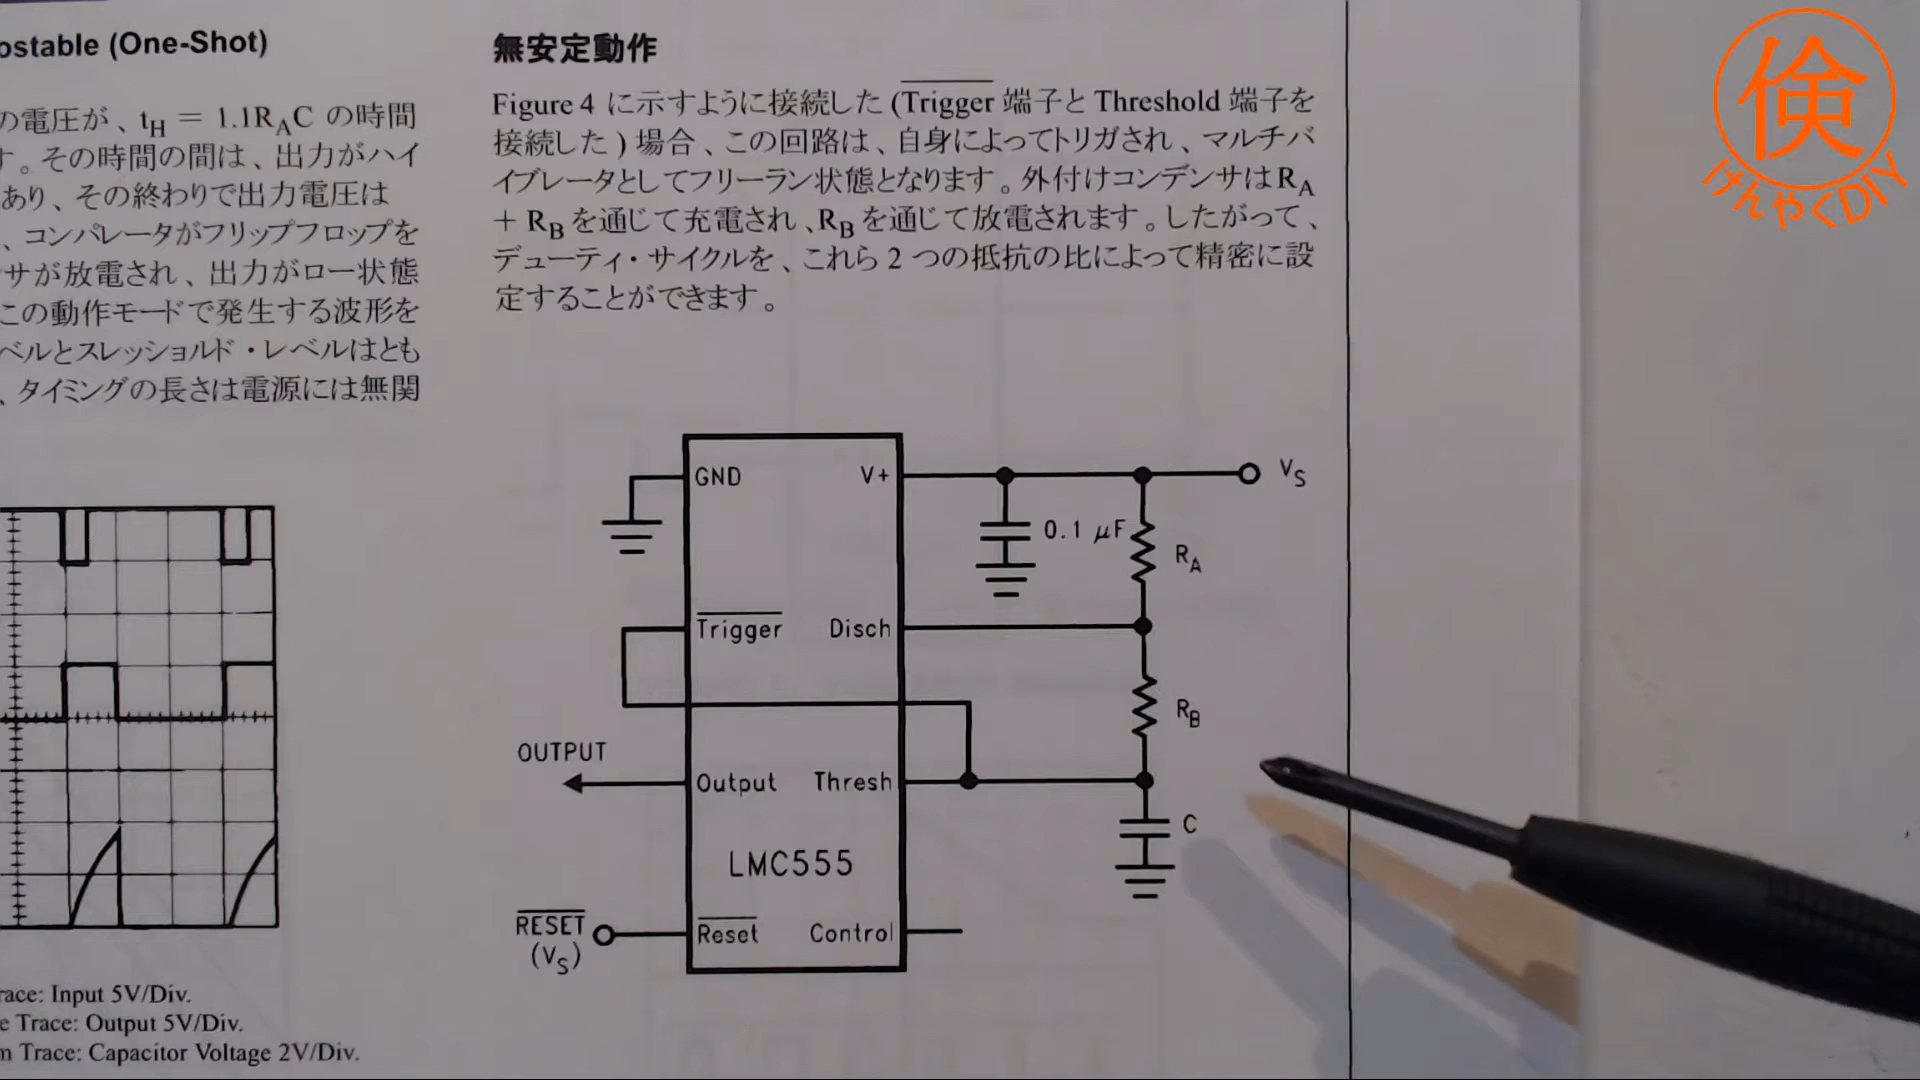 ostable (One-Shot)
の電圧が、tH = 1.1RAC の時間
す。その時間の間は、出力がハイ
あり、その終わりで出力電圧は
、コンパレータがフリップフロップを
サが放電され、出力がロー状態
この動作モードで発生する波形を
ベルとスレッショルド・レベルはとも
、タイミングの長さは電源には無関
race: Input 5V/Div.
e Trace: Output 5V/Div.
m Trace: Capacitor Voltage 2V/Div.
無安定動作
Figure 4 に示すように接続した (Trigger 端子と Threshold 端子を
接続した ) 場合、この回路は、自身によってトリガされ、マルチバ
イブレータとしてフリーラン状態となります。外付けコンデンサは RA
+ RB を通じて充電され、RB を通じて放電されます。したがって、
デューティ・サイクルを、これら 2 つの抵抗の比によって精密に設
定することができます。
GND V+ VS
0.1 μF RA
Trigger Disch
RB
OUTPUT
Output Thresh
C
LMC555
RESET
(VS)
Reset Control
倹
けんやくDIY